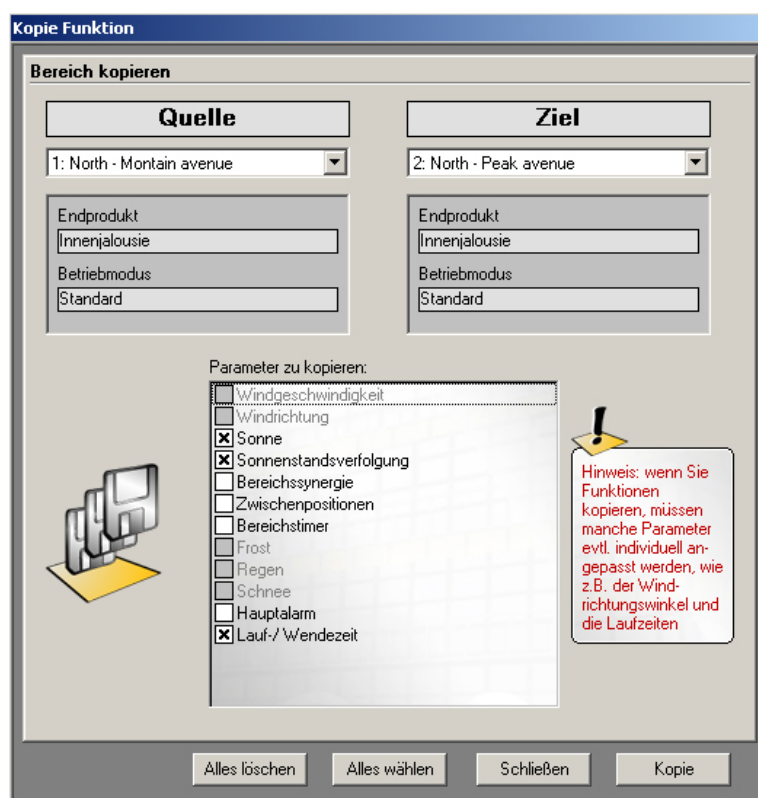 Kopie Funktion
Bereich kopieren
Quelle
1: North - Montain avenue
Endprodukt
Innenjalousie
Betriebmodus
Standard
Ziel
2: North - Peak avenue
Endprodukt
Innenjalousie
Betriebmodus
Standard
Parameter zu kopieren:
Windgeschwindigkeit
Windrichtung
Sonne
Sonnenstandsverfolgung
Bereichssynergie
Zwischenpositionen
Bereichstimer
Frost
Regen
Schnee
Hauptalarm
Lauf-/ Wendezeit
Hinweis: wenn Sie
Funktionen
kopieren, müssen
manche Parameter
evtl. individuell an-
gepasst werden, wie
z.B. der Wind-
richtungswinkel und
die Laufzeiten
Alles löschen
Alles wählen
Schließen
Kopie